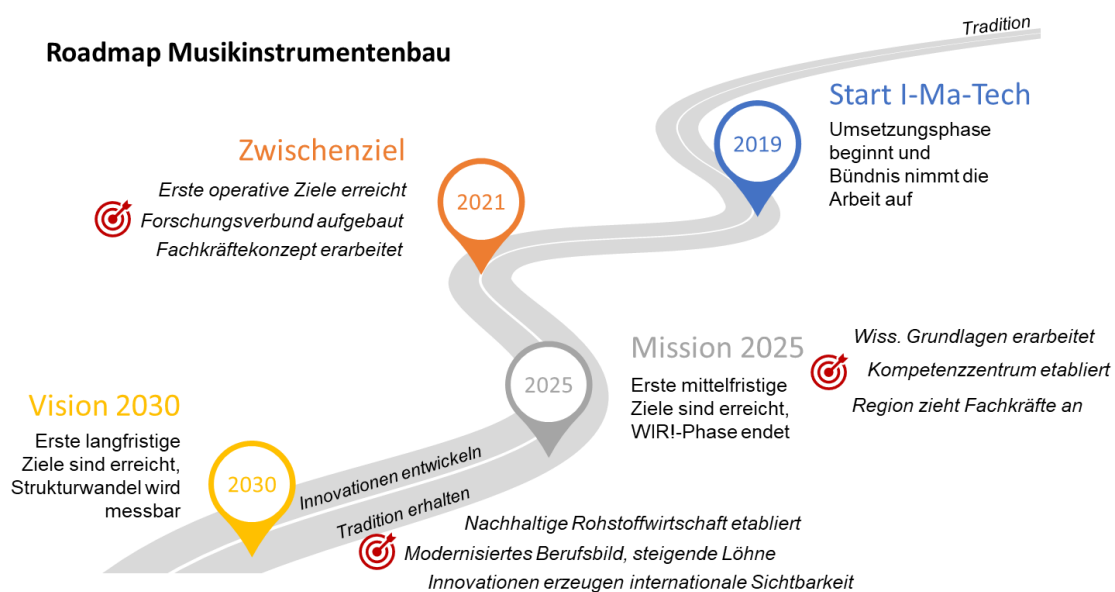 Roadmap Musikinstrumentenbau
Tradition
Start I-Ma-Tech
2019
Umsetzungsphase
beginnt und
Bündnis nimmt die
Arbeit auf
Zwischenziel
2021
Erste operative Ziele erreicht
Forschungsverbund aufgebaut
Fachkräftekonzept erarbeitet
Mission 2025
2025
Erste mittelfristige
Ziele sind erreicht,
WIR!-Phase endet
Wiss. Grundlagen erarbeitet
Kompetenzzentrum etabliert
Region zieht Fachkräfte an
Vision 2030
2030
Erste langfristige
Ziele sind erreicht,
Strukturwandel wird
messbar
Innovationen entwickeln
Tradition erhalten
Nachhaltige Rohstoffwirtschaft etabliert
Modernisiertes Berufsbild, steigende Löhne
Innovationen erzeugen internationale Sichtbarkeit